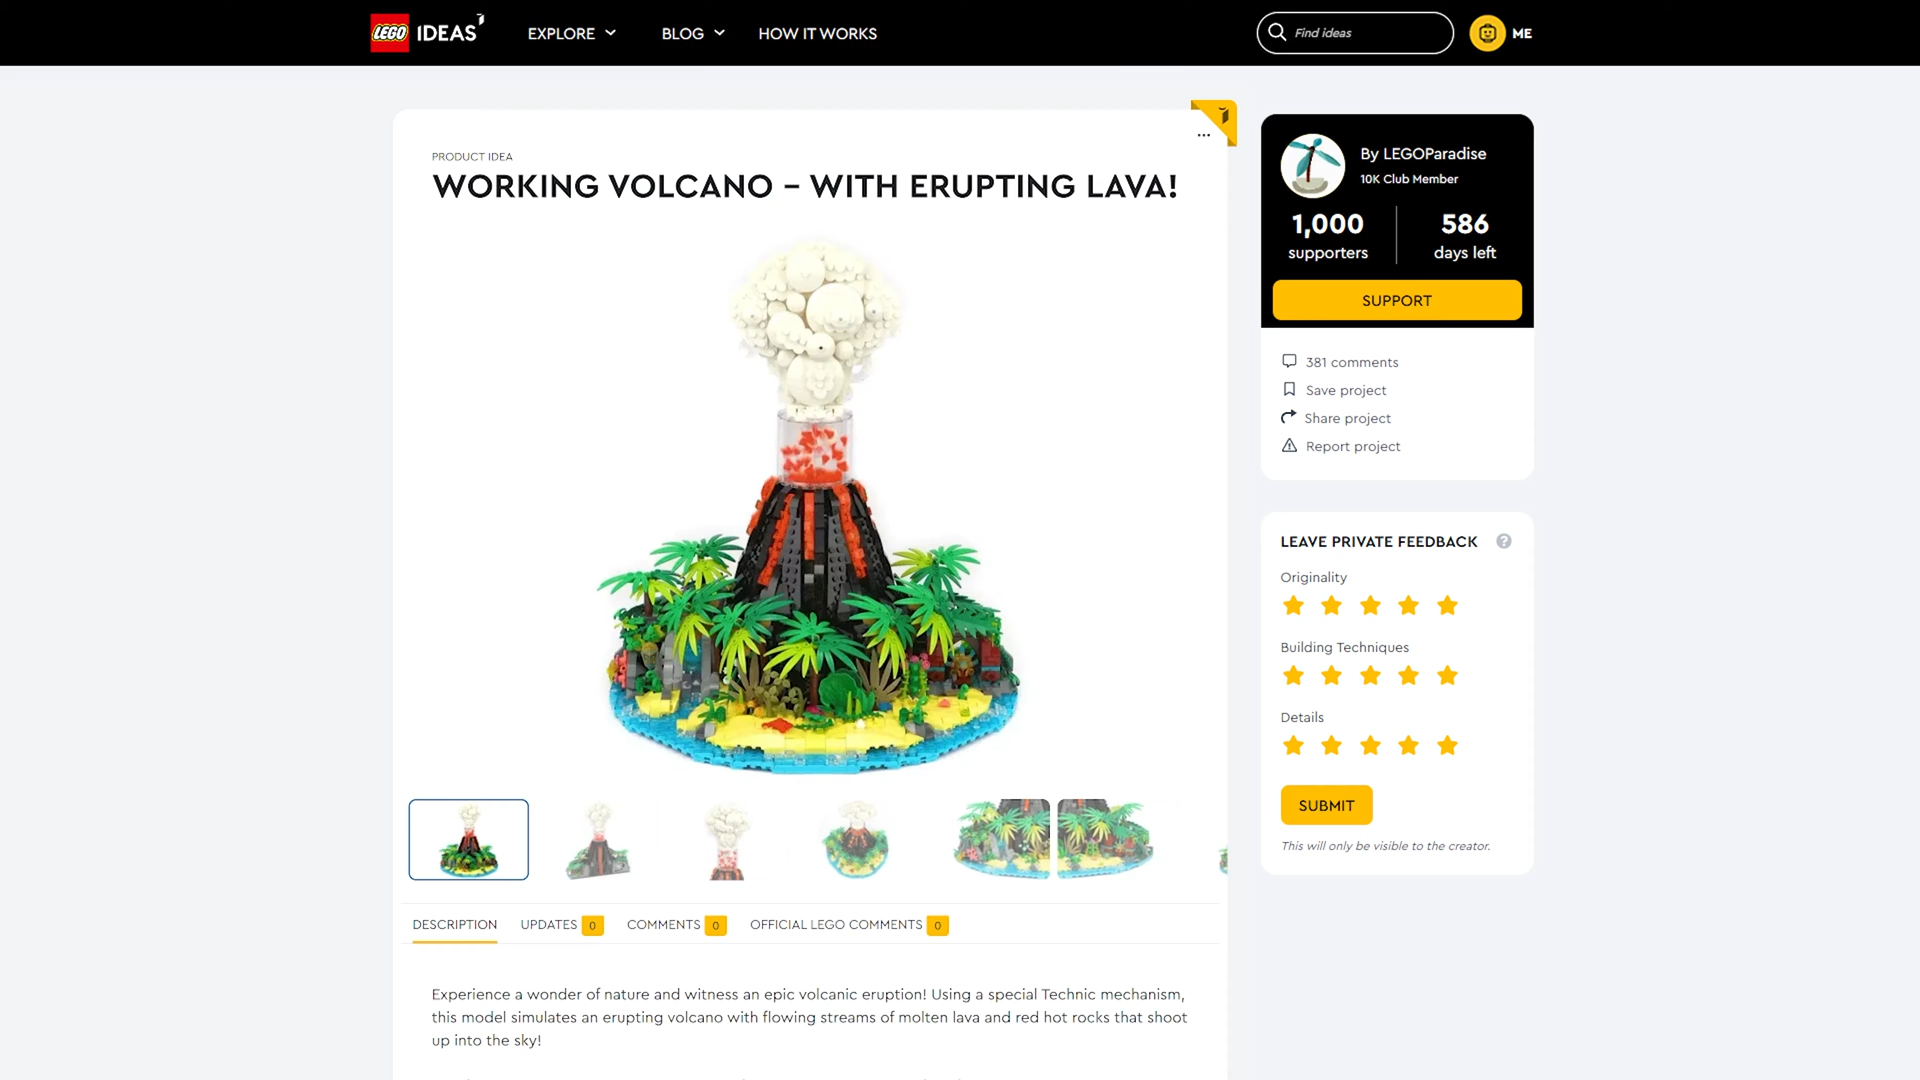 LEGO IDEAS
EXPLORE
BLOG
HOW IT WORKS
Find ideas
ME
PRODUCT IDEA
WORKING VOLCANO – WITH ERUPTING LAVA!
By LEGOParadise
10K Club Member
1,000
supporters
586
days left
SUPPORT
381 comments
Save project
Share project
Report project
LEAVE PRIVATE FEEDBACK ?
Originality
Building Techniques
Details
SUBMIT
This will only be visible to the creator.
DESCRIPTION
UPDATES 0
COMMENTS 0
OFFICIAL LEGO COMMENTS 0
Experience a wonder of nature and witness an epic volcanic eruption! Using a special Technic mechanism,
this model simulates an erupting volcano with flowing streams of molten lava and red hot rocks that shoot
up into the sky!